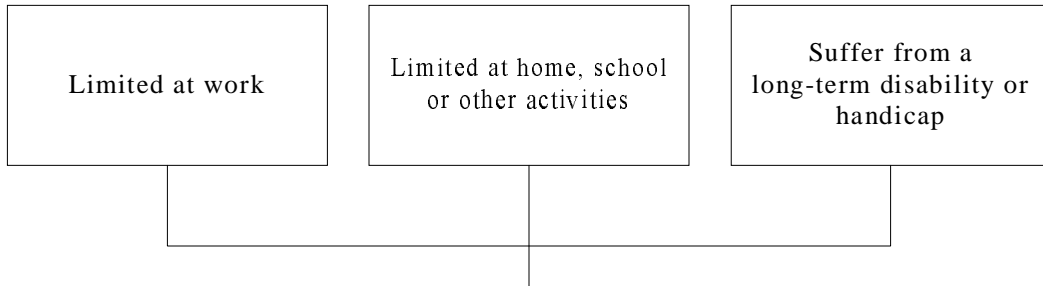 Limited at work
Limited at home, school
or other activities
Suffer from a
long-term disability or
handicap